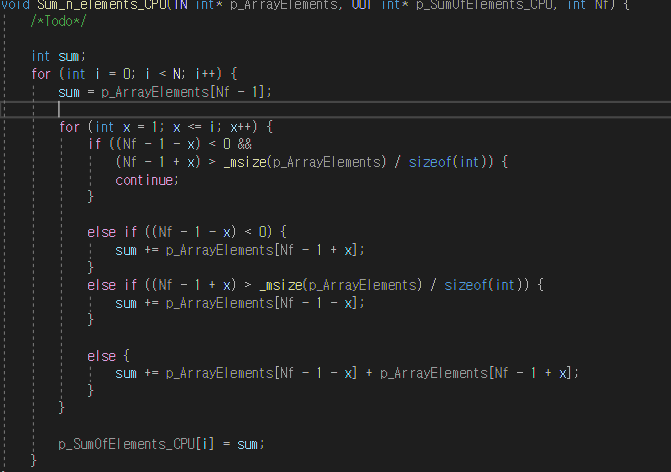 void Sum_n_elements_CPU(IN int* p_ArrayElements, OUT int* p_SumOfElements_CPU, int Nf) {
/*Todo*/
int sum;
for (int i = 0; i < N; i++) {
sum = p_ArrayElements[Nf - 1];
for (int x = 1; x <= i; x++) {
if ((Nf - 1 - x) < 0 &&
(Nf - 1 + x) > _msize(p_ArrayElements) / sizeof(int)) {
continue;
}
else if ((Nf - 1 - x) < 0) {
sum += p_ArrayElements[Nf - 1 + x];
}
else if ((Nf - 1 + x) > _msize(p_ArrayElements) / sizeof(int)) {
sum += p_ArrayElements[Nf - 1 - x];
}
else {
sum += p_ArrayElements[Nf - 1 - x] + p_ArrayElements[Nf - 1 + x];
}
}
p_SumOfElements_CPU[i] = sum;
}